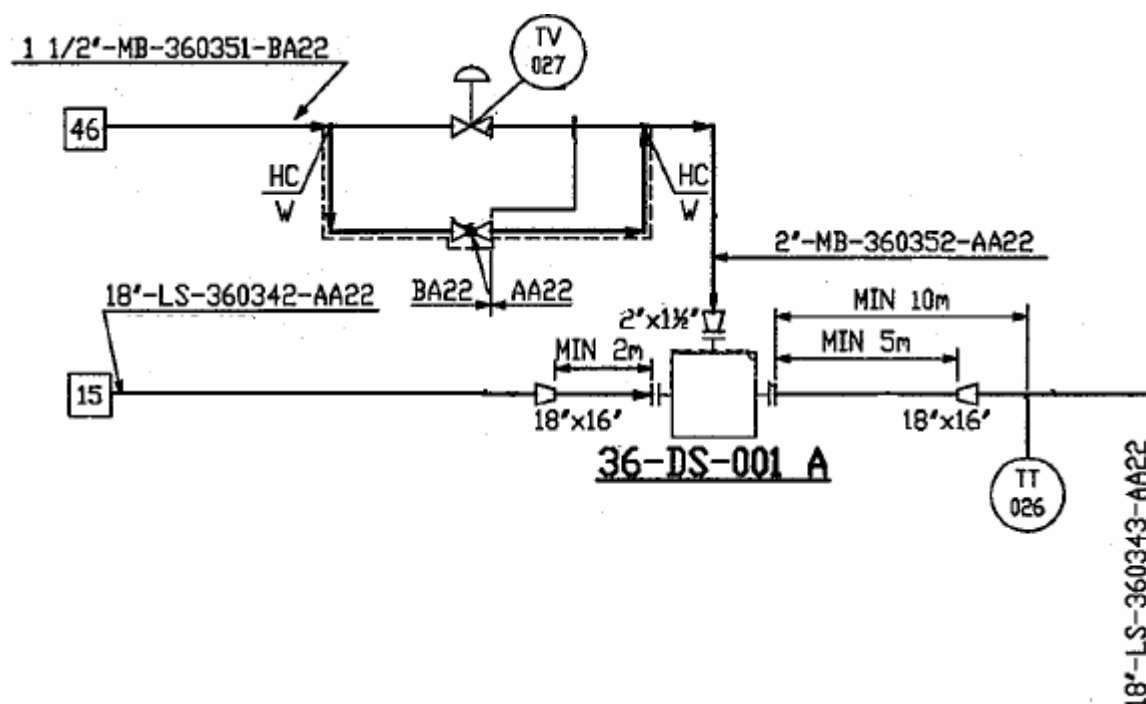 1 1/2"-MB-360351-BA22
TV
027
46
HC
W
HC
W
2"-MB-360352-AA22
BA22
AA22
18"-LS-360342-AA22
2"x1½"
MIN 10m
MIN 2m
MIN 5m
15
18"x16"
18"x16"
36-DS-001 A
TT
026
18"-LS-360343-AA22